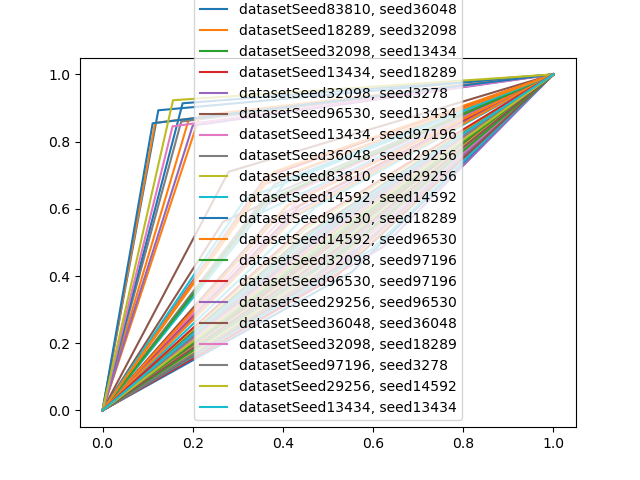 datasetSeed83810, seed36048
datasetSeed18289, seed32098
datasetSeed32098, seed13434
datasetSeed13434, seed18289
datasetSeed32098, seed3278
datasetSeed96530, seed13434
datasetSeed13434, seed97196
datasetSeed36048, seed29256
datasetSeed83810, seed29256
datasetSeed14592, seed14592
datasetSeed96530, seed18289
datasetSeed14592, seed96530
datasetSeed32098, seed97196
datasetSeed96530, seed97196
datasetSeed29256, seed96530
datasetSeed36048, seed36048
datasetSeed32098, seed18289
datasetSeed97196, seed3278
datasetSeed29256, seed14592
datasetSeed13434, seed13434
1.0
0.8
0.6
0.4
0.2
0.0
0.0 0.2 0.4 0.6 0.8 1.0